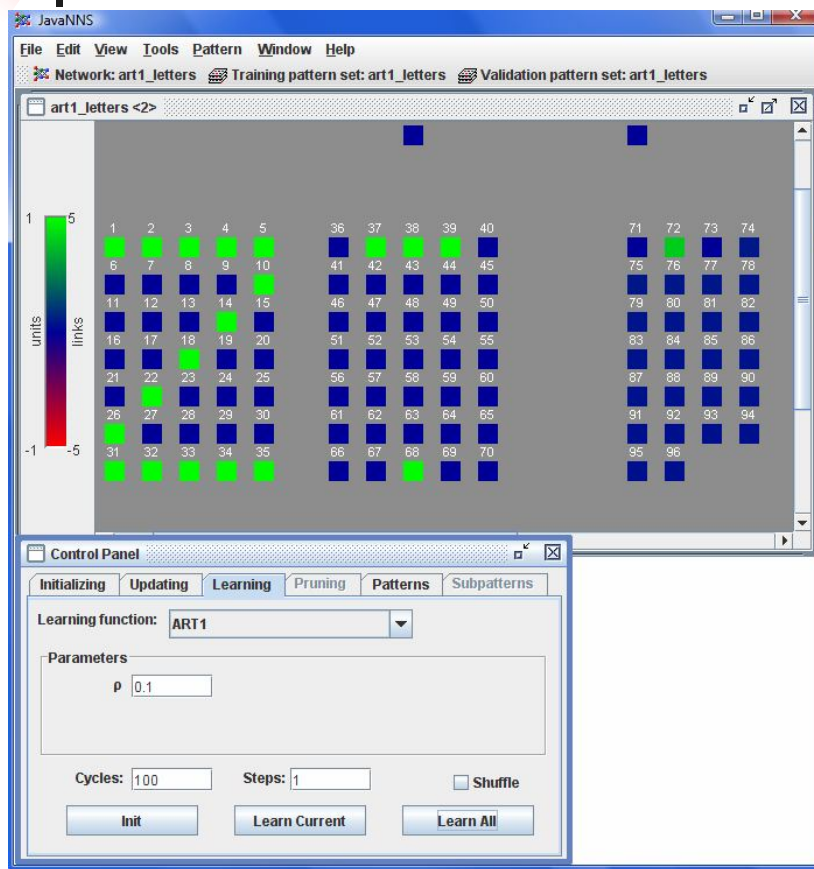 JavaNNS
File Edit View Tools Pattern Window Help
Network: art1_letters Training pattern set: art1_letters Validation pattern set: art1_letters
art1_letters <2>
1 5
1 2 3 4 5 36 37 38 39 40 71 72 73 74
6 7 8 9 10 41 42 43 44 45 75 76 77 78
11 12 13 14 15 46 47 48 49 50 79 80 81 82
units links
16 17 18 19 20 51 52 53 54 55 83 84 85 86
21 22 23 24 25 56 57 58 59 60 87 88 89 90
26 27 28 29 30 61 62 63 64 65 91 92 93 94
-1 -5
31 32 33 34 35 66 67 68 69 70 95 96
Control Panel
Initializing Updating Learning Pruning Patterns Subpatterns
Learning function: ART1
Parameters
ρ 0.1
Cycles: 100 Steps: 1 Shuffle
Init Learn Current Learn All